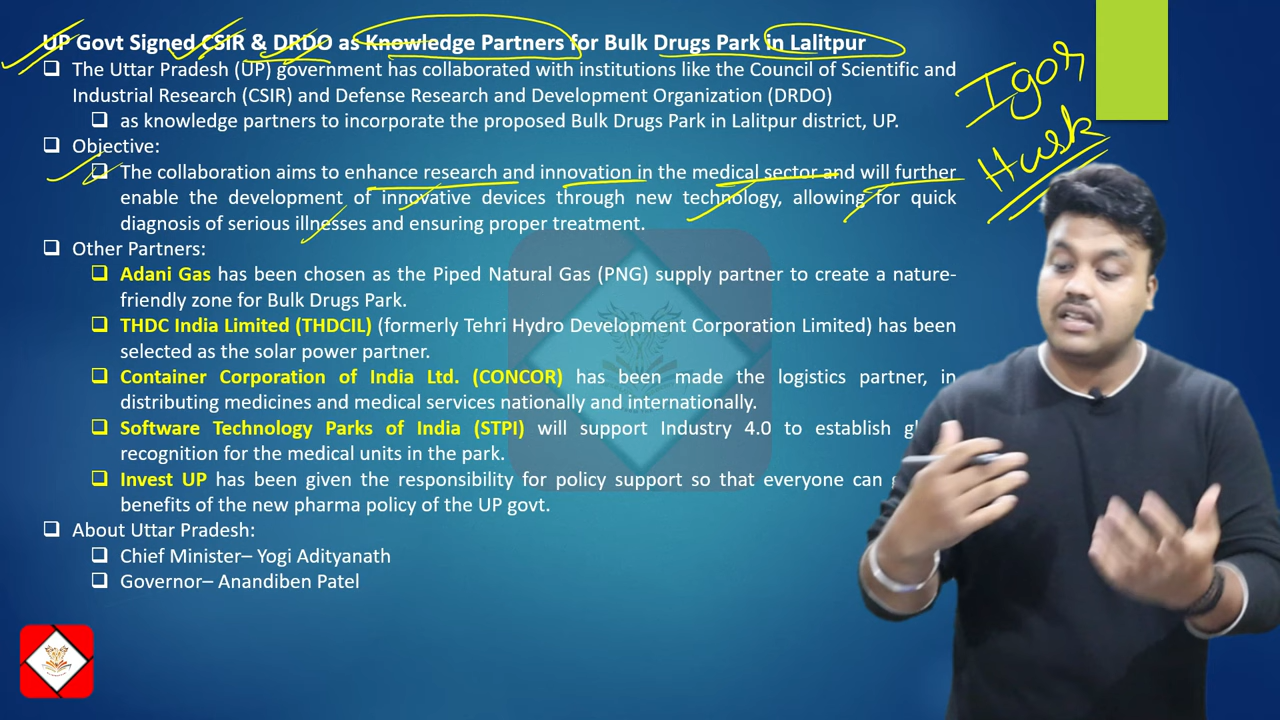 UP Govt Signed CSIR & DRDO as Knowledge Partners for Bulk Drugs Park in Lalitpur
The Uttar Pradesh (UP) government has collaborated with institutions like the Council of Scientific and
Industrial Research (CSIR) and Defense Research and Development Organization (DRDO)
as knowledge partners to incorporate the proposed Bulk Drugs Park in Lalitpur district, UP.
Objective:
The collaboration aims to enhance research and innovation in the medical sector and will further
enable the development of innovative devices through new technology, allowing for quick
diagnosis of serious illnesses and ensuring proper treatment.
Other Partners:
Adani Gas has been chosen as the Piped Natural Gas (PNG) supply partner to create a nature-
friendly zone for Bulk Drugs Park.
THDC India Limited (THDCIL) (formerly Tehri Hydro Development Corporation Limited) has been
selected as the solar power partner.
Container Corporation of India Ltd. (CONCOR) has been made the logistics partner, in
distributing medicines and medical services nationally and internationally.
Software Technology Parks of India (STPI) will support Industry 4.0 to establish
recognition for the medical units in the park.
Invest UP has been given the responsibility for policy support so that everyone can
benefits of the new pharma policy of the UP govt.
About Uttar Pradesh:
Chief Minister– Yogi Adityanath
Governor– Anandiben Patel
Igor
Husk